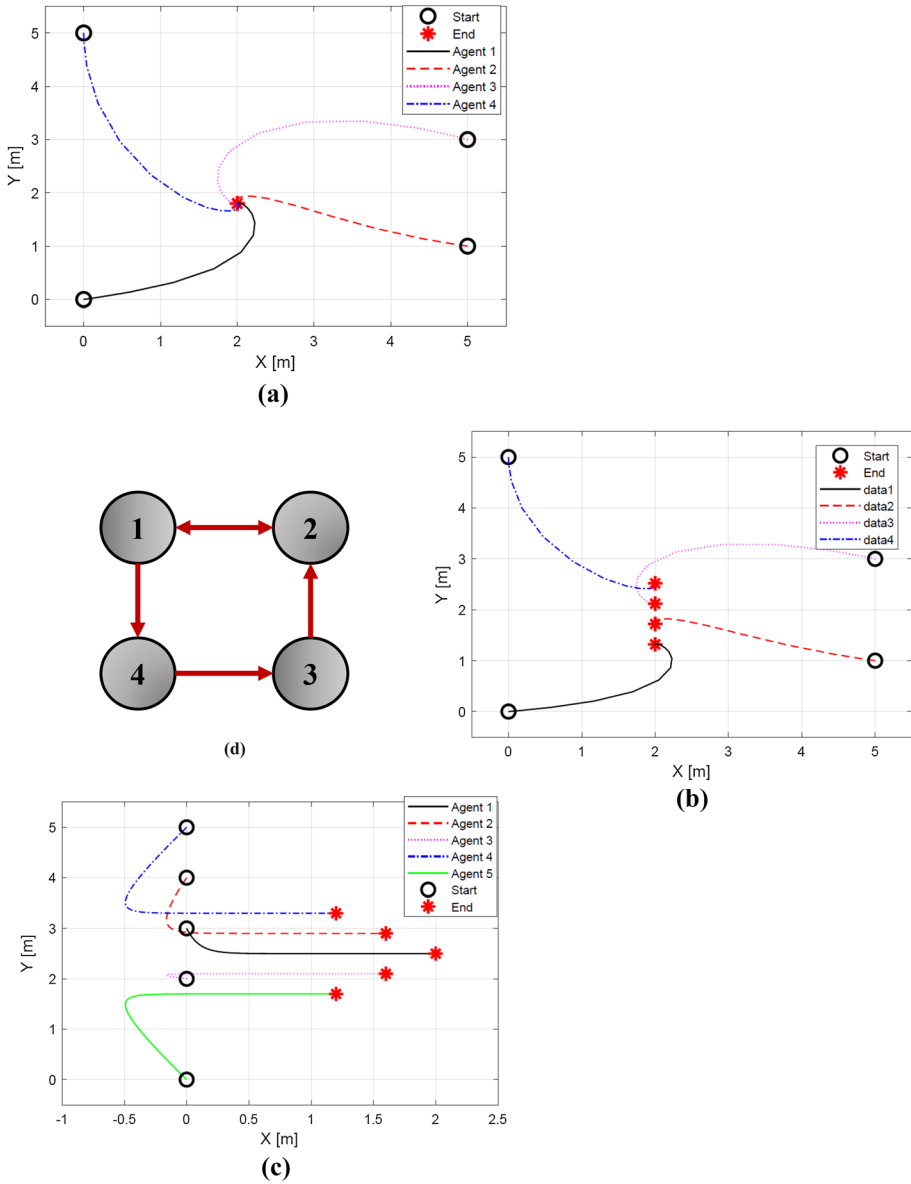 Start
End
Agent 1
Agent 2
Agent 3
Agent 4
5
4
3
2
1
0
Y [m]
0
1
2
3
4
5
X [m]
(a)
1
2
4
3
(d)
Start
End
data1
data2
data3
data4
5
4
3
2
1
0
Y [m]
0
1
2
3
4
5
X [m]
(b)
Agent 1
Agent 2
Agent 3
Agent 4
Agent 5
Start
End
5
4
3
2
1
0
Y [m]
-1
-0.5
0
0.5
1
1.5
2
2.5
X [m]
(c)